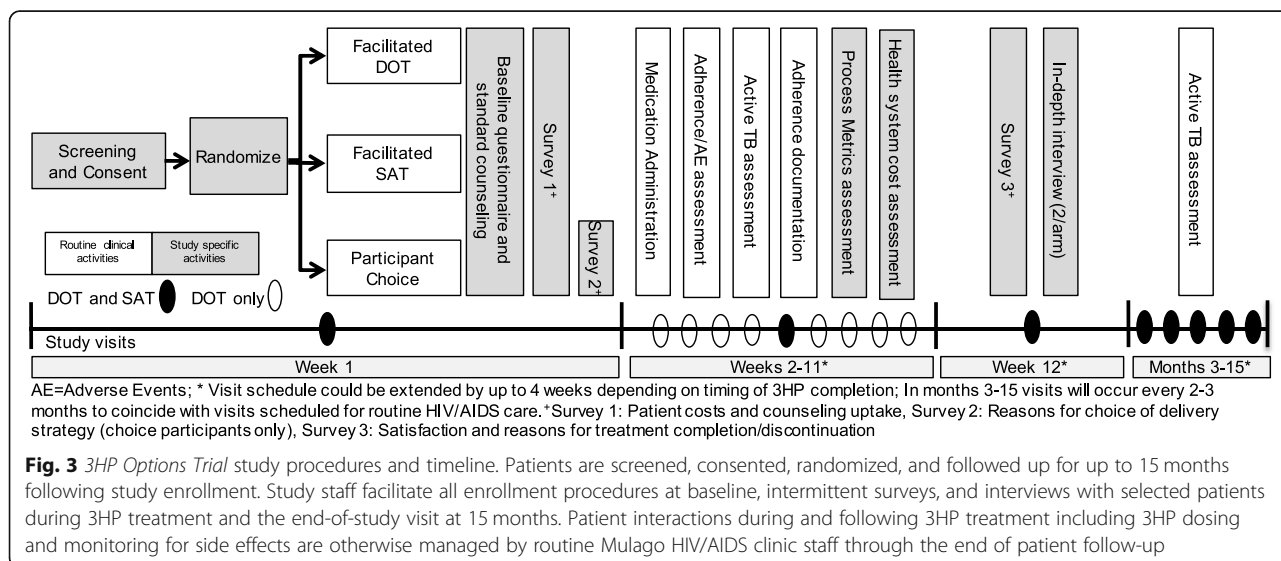 Screening
and Consent
Randomize
Facilitated
DOT
Facilitated
SAT
Participant
Choice
Baseline questionnaire and
standard counseling
Survey 1+
Survey 2+
Medication Administration
Adherence/AE assessment
Active TB assessment
Adherence documentation
Process Metrics assessment
Health system cost assessment
Survey 3+
In-depth interview (2/arm)
Active TB assessment
Routine clinical
activities
Study specific
activities
DOT and SAT
DOT only
Study visits
Week 1
Weeks 2-11*
Week 12*
Months 3-15*
AE=Adverse Events; * Visit schedule could be extended by up to 4 weeks depending on timing of 3HP completion; In months 3-15 visits will occur every 2-3
months to coincide with visits scheduled for routine HIV/AIDS care.+Survey 1: Patient costs and counseling uptake, Survey 2: Reasons for choice of delivery
strategy (choice participants only), Survey 3: Satisfaction and reasons for treatment completion/discontinuation
Fig. 3 3HP Options Trial study procedures and timeline. Patients are screened, consented, randomized, and followed up for up to 15 months
following study enrollment. Study staff facilitate all enrollment procedures at baseline, intermittent surveys, and interviews with selected patients
during 3HP treatment and the end-of-study visit at 15 months. Patient interactions during and following 3HP treatment including 3HP dosing
and monitoring for side effects are otherwise managed by routine Mulago HIV/AIDS clinic staff through the end of patient follow-up